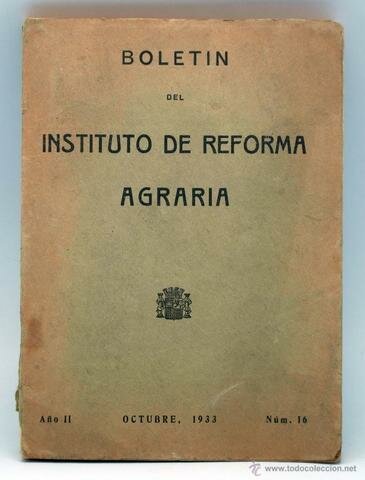 BOLETIN
DEL
INSTITUTO DE REFORMA
AGRARIA
Año II OCTUBRE, 1933 Núm. 16
www.todocoleccion.net